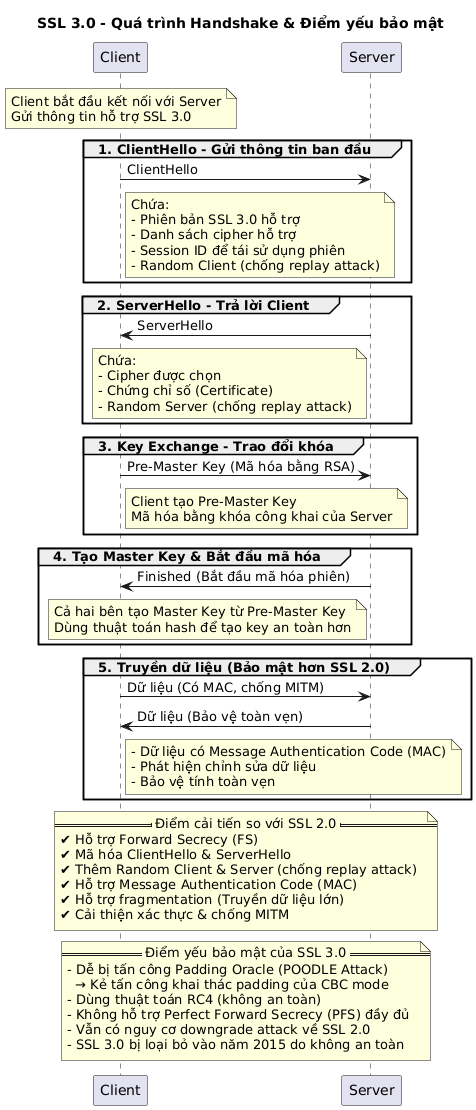 SSL 3.0 - Quá trình Handshake & Điểm yếu bảo mật
Client
Server
Client bắt đầu kết nối với Server
Gửi thông tin hỗ trợ SSL 3.0
1. ClientHello - Gửi thông tin ban đầu
ClientHello
Chứa:
- Phiên bản SSL 3.0 hỗ trợ
- Danh sách cipher hỗ trợ
- Session ID để tái sử dụng phiên
- Random Client (chống replay attack)
2. ServerHello - Trả lời Client
ServerHello
Chứa:
- Cipher được chọn
- Chứng chỉ số (Certificate)
- Random Server (chống replay attack)
3. Key Exchange - Trao đổi khóa
Pre-Master Key (Mã hóa bằng RSA)
Client tạo Pre-Master Key
Mã hóa bằng khóa công khai của Server
4. Tạo Master Key & Bắt đầu mã hóa
Finished (Bắt đầu mã hóa phiên)
Cả hai bên tạo Master Key từ Pre-Master Key
Dùng thuật toán hash để tạo key an toàn hơn
5. Truyền dữ liệu (Bảo mật hơn SSL 2.0)
Dữ liệu (Có MAC, chống MITM)
Dữ liệu (Bảo vệ toàn vẹn)
- Dữ liệu có Message Authentication Code (MAC)
- Phát hiện chỉnh sửa dữ liệu
- Bảo vệ tính toàn vẹn
Điểm cải tiến so với SSL 2.0
✔ Hỗ trợ Forward Secrecy (FS)
✔ Mã hóa ClientHello & ServerHello
✔ Thêm Random Client & Server (chống replay attack)
✔ Hỗ trợ Message Authentication Code (MAC)
✔ Hỗ trợ fragmentation (Truyền dữ liệu lớn)
✔ Cải thiện xác thực & chống MITM
Điểm yếu bảo mật của SSL 3.0
- Dễ bị tấn công Padding Oracle (POODLE Attack)
→ Kẻ tấn công khai thác padding của CBC mode
- Dùng thuật toán RC4 (không an toàn)
- Không hỗ trợ Perfect Forward Secrecy (PFS) đầy đủ
- Vẫn có nguy cơ downgrade attack về SSL 2.0
- SSL 3.0 bị loại bỏ vào năm 2015 do không an toàn
Client
Server